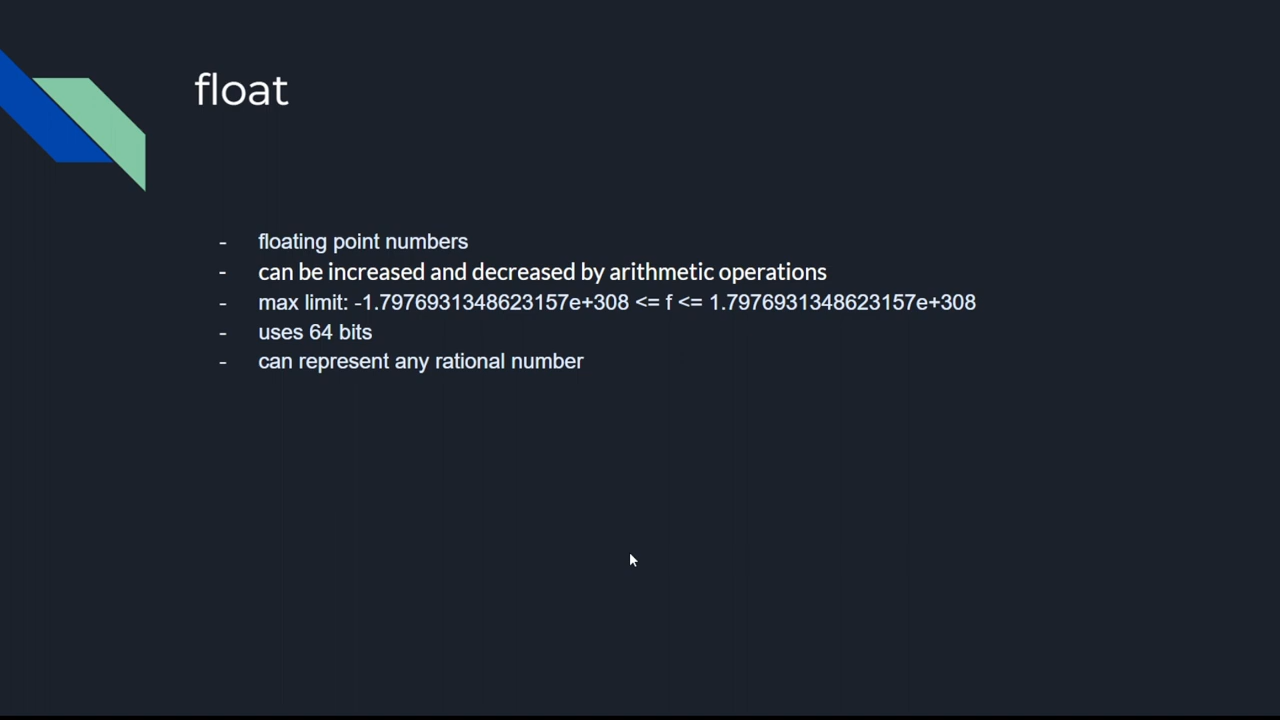 float
- floating point numbers
- can be increased and decreased by arithmetic operations
- max limit: -1.7976931348623157e+308 <= f <= 1.7976931348623157e+308
- uses 64 bits
- can represent any rational number